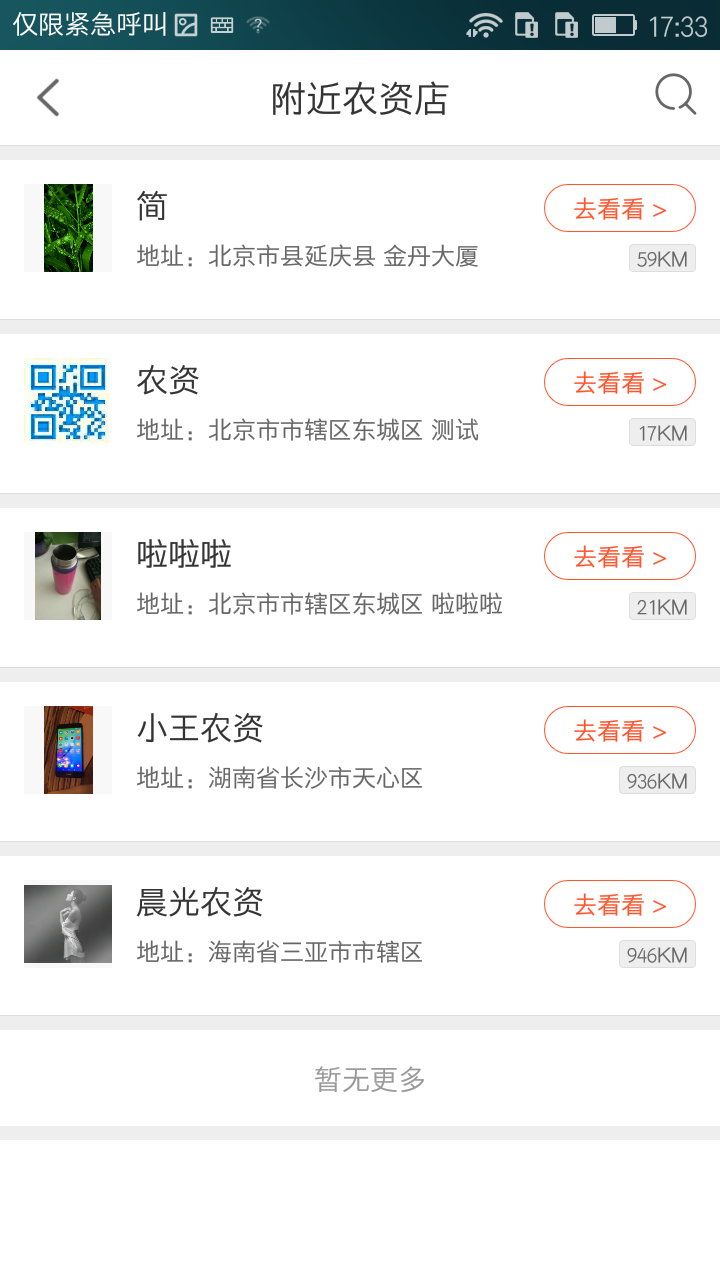 仅限紧急呼叫 17:33
附近农资店
简
去看看 >
地址：北京市县延庆县 金丹大厦
59KM
农资
去看看 >
地址：北京市市辖区东城区 测试
17KM
啦啦啦
去看看 >
地址：北京市市辖区东城区 啦啦啦
21KM
小王农资
去看看 >
地址：湖南省长沙市天心区
936KM
晨光农资
去看看 >
地址：海南省三亚市市辖区
946KM
暂无更多